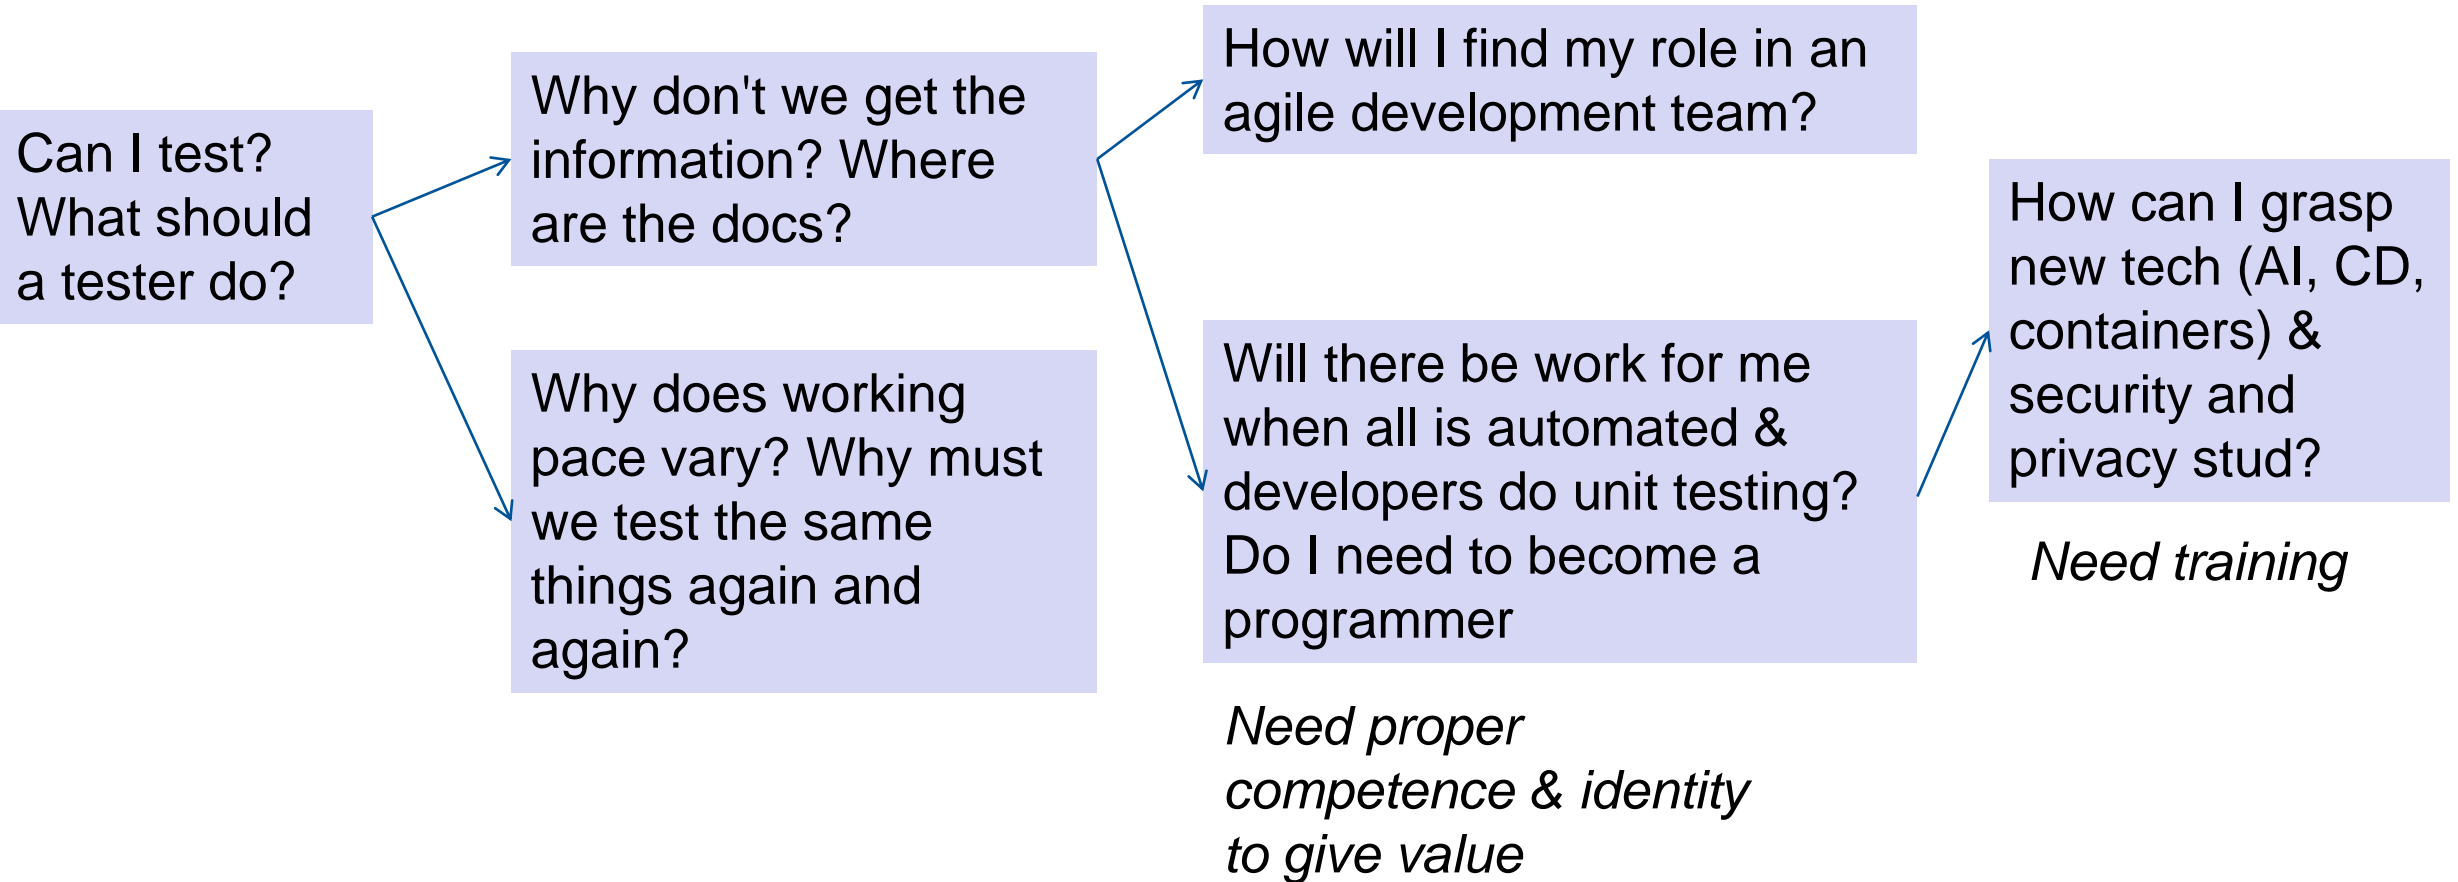 Can I test?
What should
a tester do?
Why don't we get the
information? Where
are the docs?
Why does working
pace vary? Why must
we test the same
things again and
again?
How will I find my role in an
agile development team?
Will there be work for me
when all is automated &
developers do unit testing?
Do I need to become a
programmer
Need proper
competence & identity
to give value
How can I grasp
new tech (AI, CD,
containers) &
security and
privacy stud?
Need training